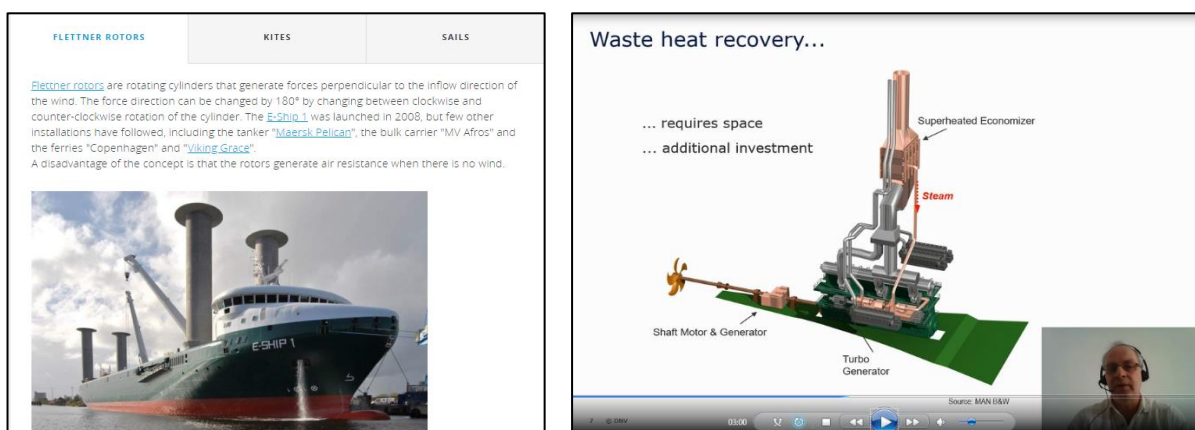 FLETTNER ROTORS KITES SAILS
Flettner rotors are rotating cylinders that generate forces perpendicular to the inflow direction of
the wind. The force direction can be changed by 180° by changing between clockwise and
counter-clockwise rotation of the cylinder. The E-Ship 1 was launched in 2008, but few other
installations have followed, including the tanker "Maersk Pelican", the bulk carrier "MV Afros" and
the ferries "Copenhagen" and "Viking Grace".
A disadvantage of the concept is that the rotors generate air resistance when there is no wind.
E-SHIP 1
Waste heat recovery...
... requires space
... additional investment
Superheated Economizer
Steam
Shaft Motor & Generator
Turbo
Generator
Source: MAN B&W
7 © DNV 03:00